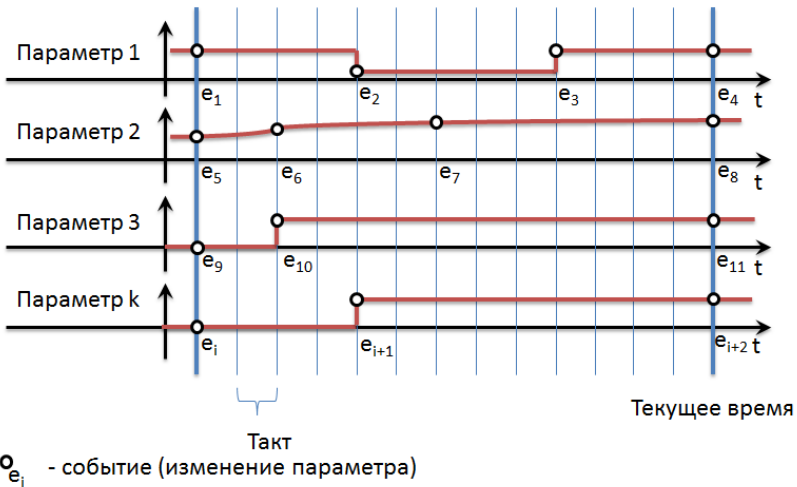 Параметр 1
e1 e2 e3 e4 t
Параметр 2
e5 e6 e7 e8 t
Параметр 3
e9 e10 e11 t
Параметр k
ei ei+1 ei+2 t
Текущее время
Такт
ei - событие (изменение параметра)